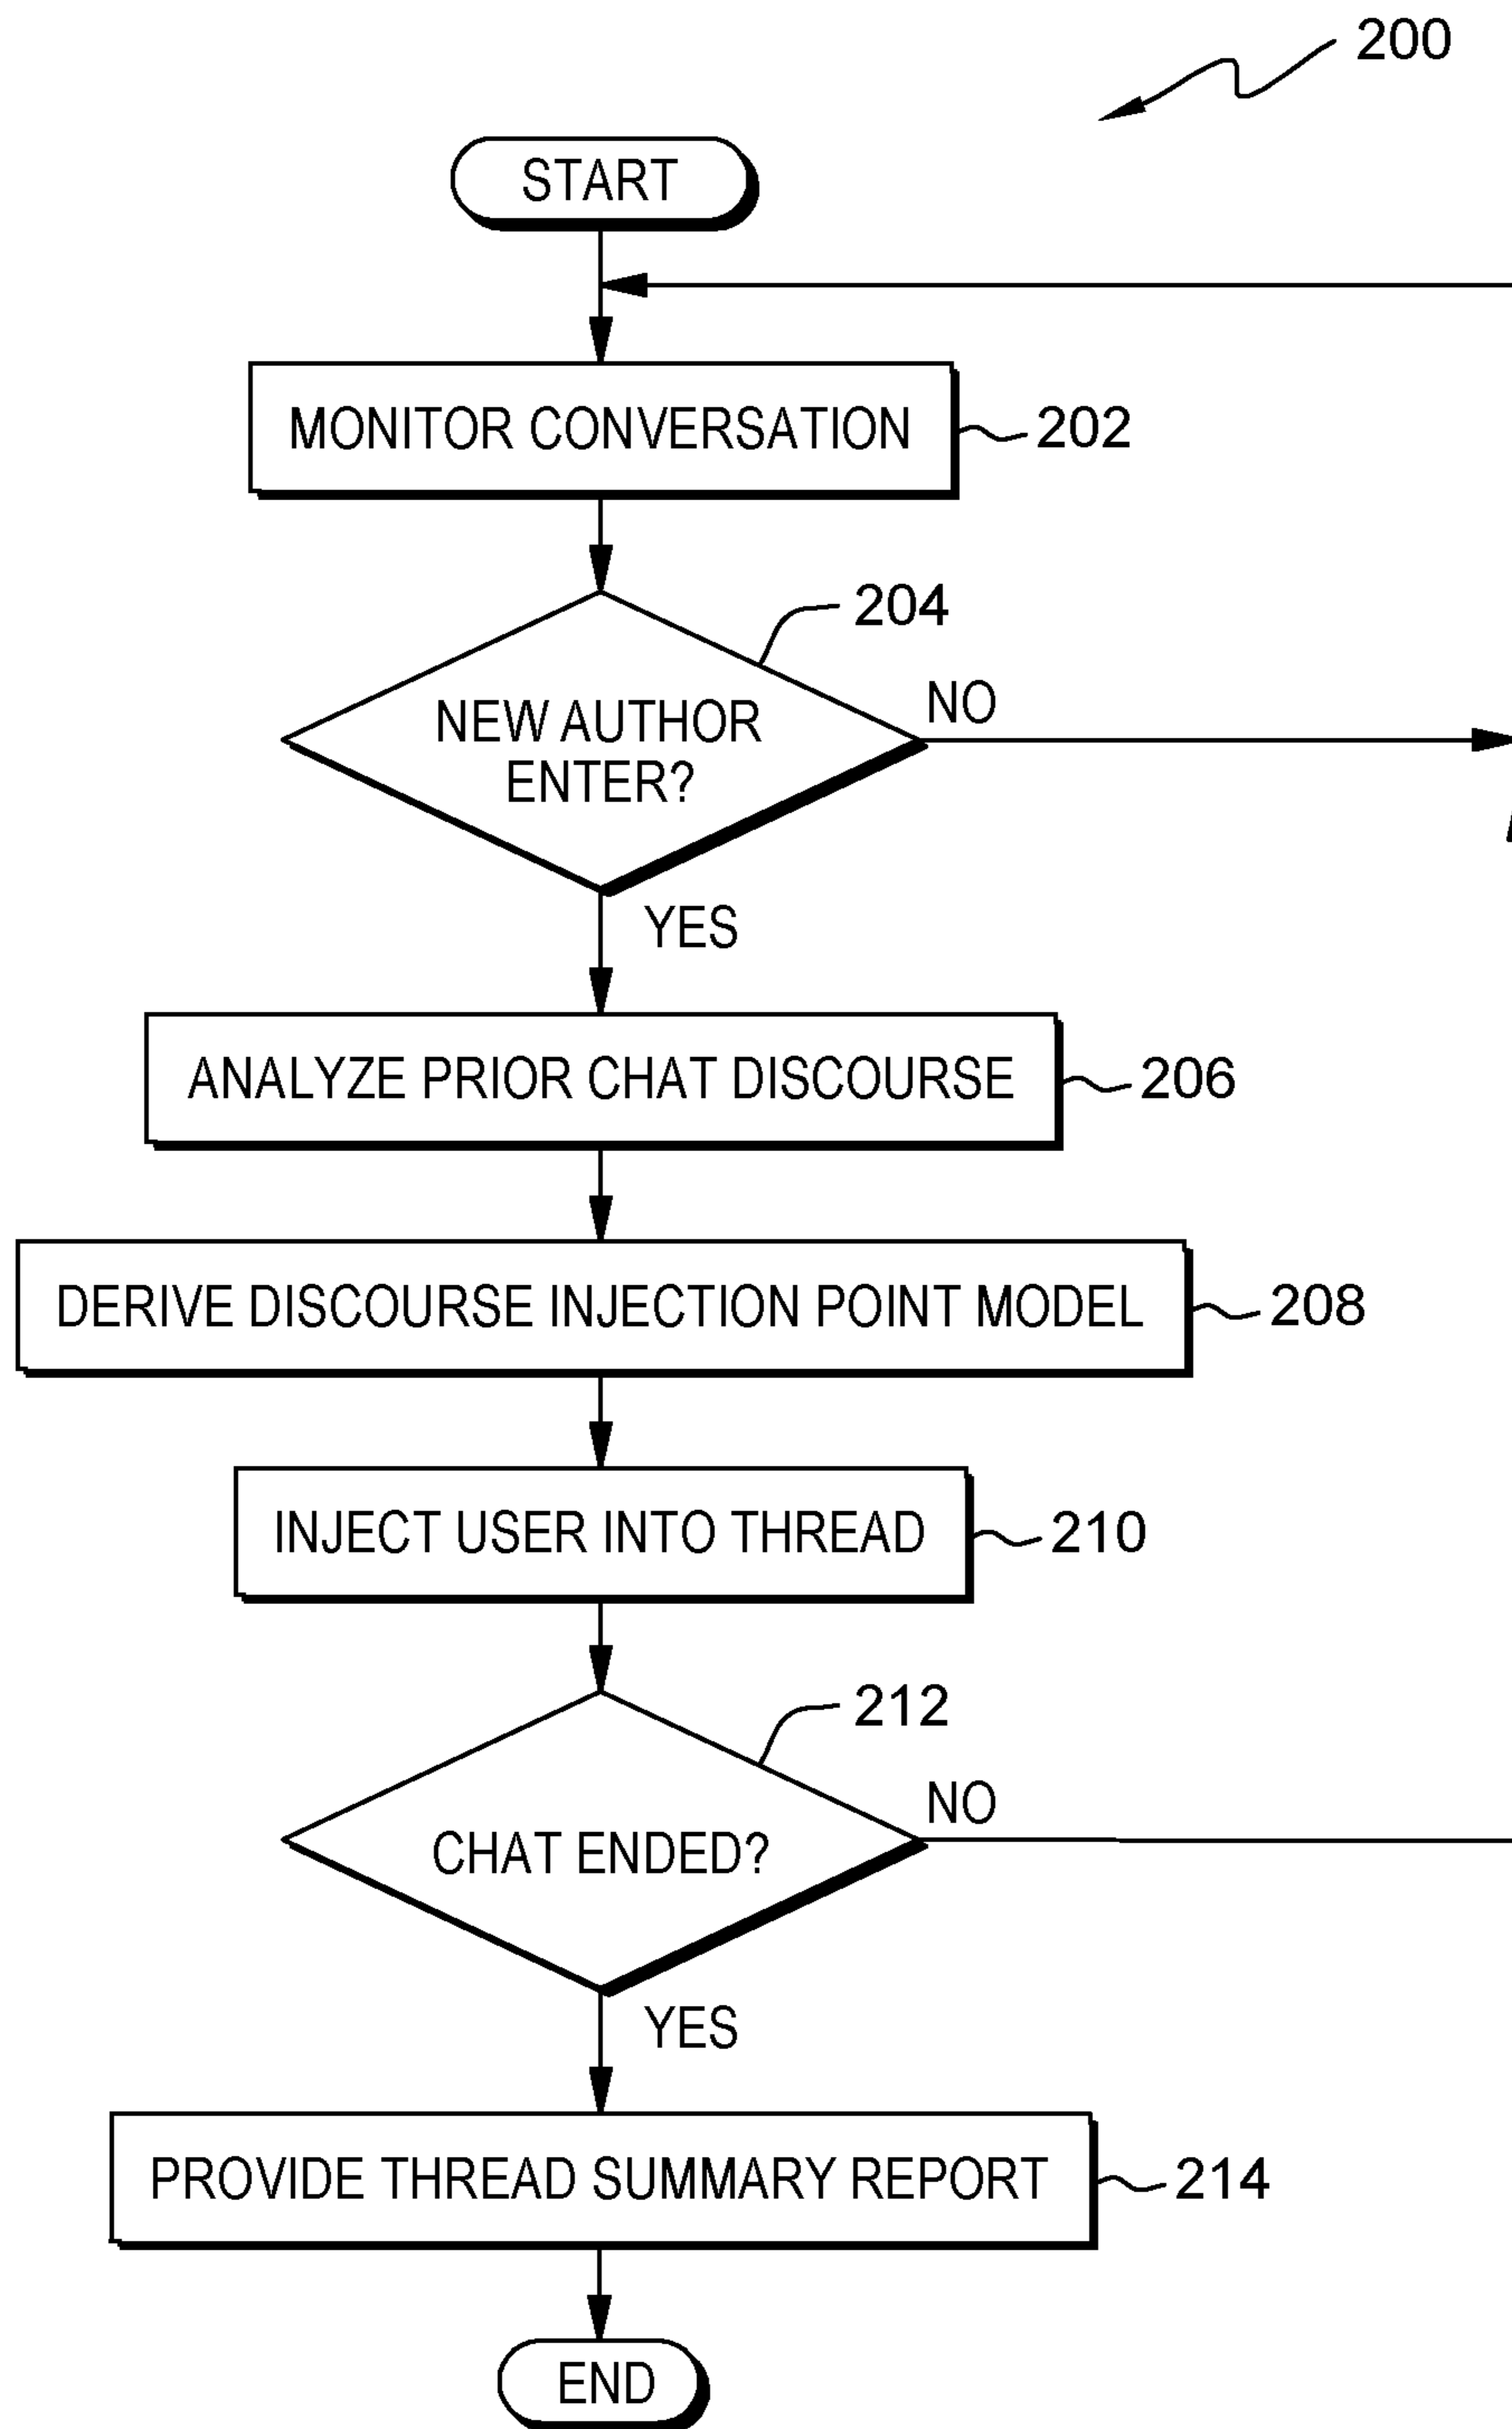 200
START
MONITOR CONVERSATION
202
204
NEW AUTHOR
ENTER?
NO
YES
ANALYZE PRIOR CHAT DISCOURSE
206
DERIVE DISCOURSE INJECTION POINT MODEL
208
INJECT USER INTO THREAD
210
212
CHAT ENDED?
NO
YES
PROVIDE THREAD SUMMARY REPORT
214
END